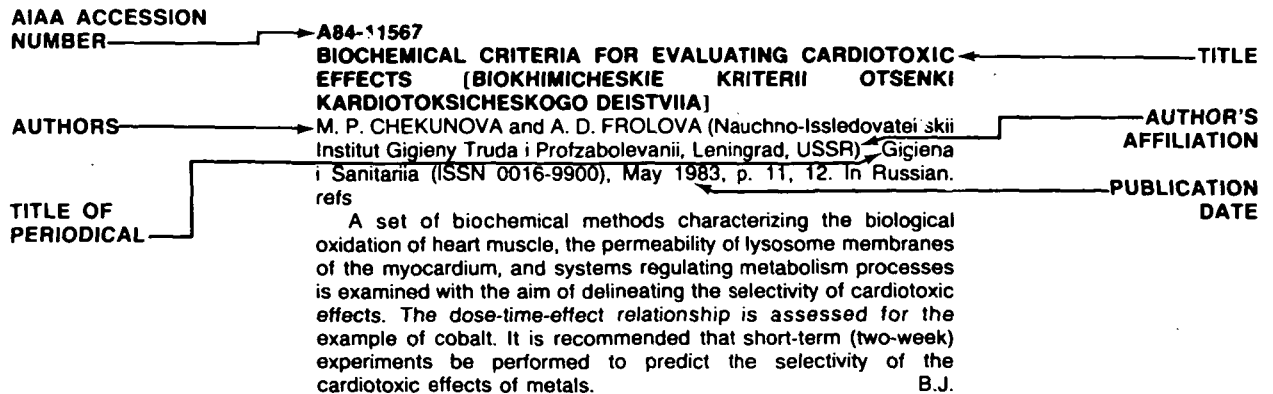 AIAA ACCESSION
NUMBER
A84-11567
BIOCHEMICAL CRITERIA FOR EVALUATING CARDIOTOXIC
EFFECTS [BIOKHIMICHESKIE KRITERII OTSENKI
KARDIOTOKSICHESKOGO DEISTVIIA]
TITLE
AUTHORS
M. P. CHEKUNOVA and A. D. FROLOVA (Nauchno-Issledovatel'skii
Institut Gigieny Truda i Profzabolevanii, Leningrad, USSR) Gigiena
i Sanitariia (ISSN 0016-9900), May 1983, p. 11, 12. In Russian.
refs
AUTHOR'S
AFFILIATION
PUBLICATION
DATE
TITLE OF
PERIODICAL
A set of biochemical methods characterizing the biological
oxidation of heart muscle, the permeability of lysosome membranes
of the myocardium, and systems regulating metabolism processes
is examined with the aim of delineating the selectivity of cardiotoxic
effects. The dose-time-effect relationship is assessed for the
example of cobalt. It is recommended that short-term (two-week)
experiments be performed to predict the selectivity of the
cardiotoxic effects of metals. B.J.